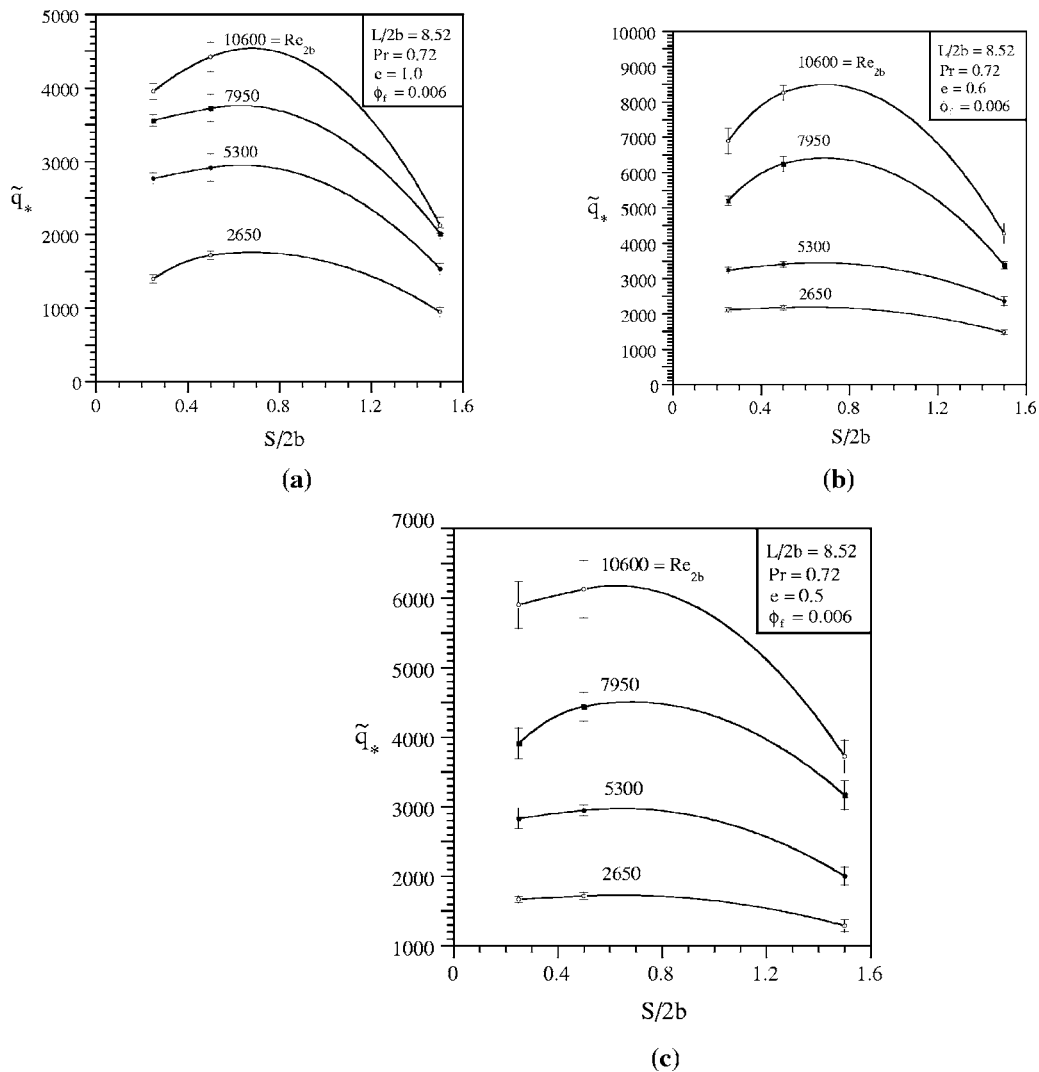 5000
4000
3000
2000
1000
0
q̃*
10600 = Re2b
7950
5300
2650
L/2b = 8.52
Pr = 0.72
e = 1.0
ϕf = 0.006
0 0.4 0.8 1.2 1.6
S/2b
(a)
10000
9000
8000
7000
6000
5000
4000
3000
2000
1000
0
q̃*
10600 = Re2b
7950
5300
2650
L/2b = 8.52
Pr = 0.72
e = 0.6
= 0.006
0 0.4 0.8 1.2 1.6
S/2b
(b)
7000
6000
5000
4000
3000
2000
1000
q̃*
10600 = Re2b
7950
5300
2650
L/2b = 8.52
Pr = 0.72
e = 0.5
ϕf = 0.006
0 0.4 0.8 1.2 1.6
S/2b
(c)